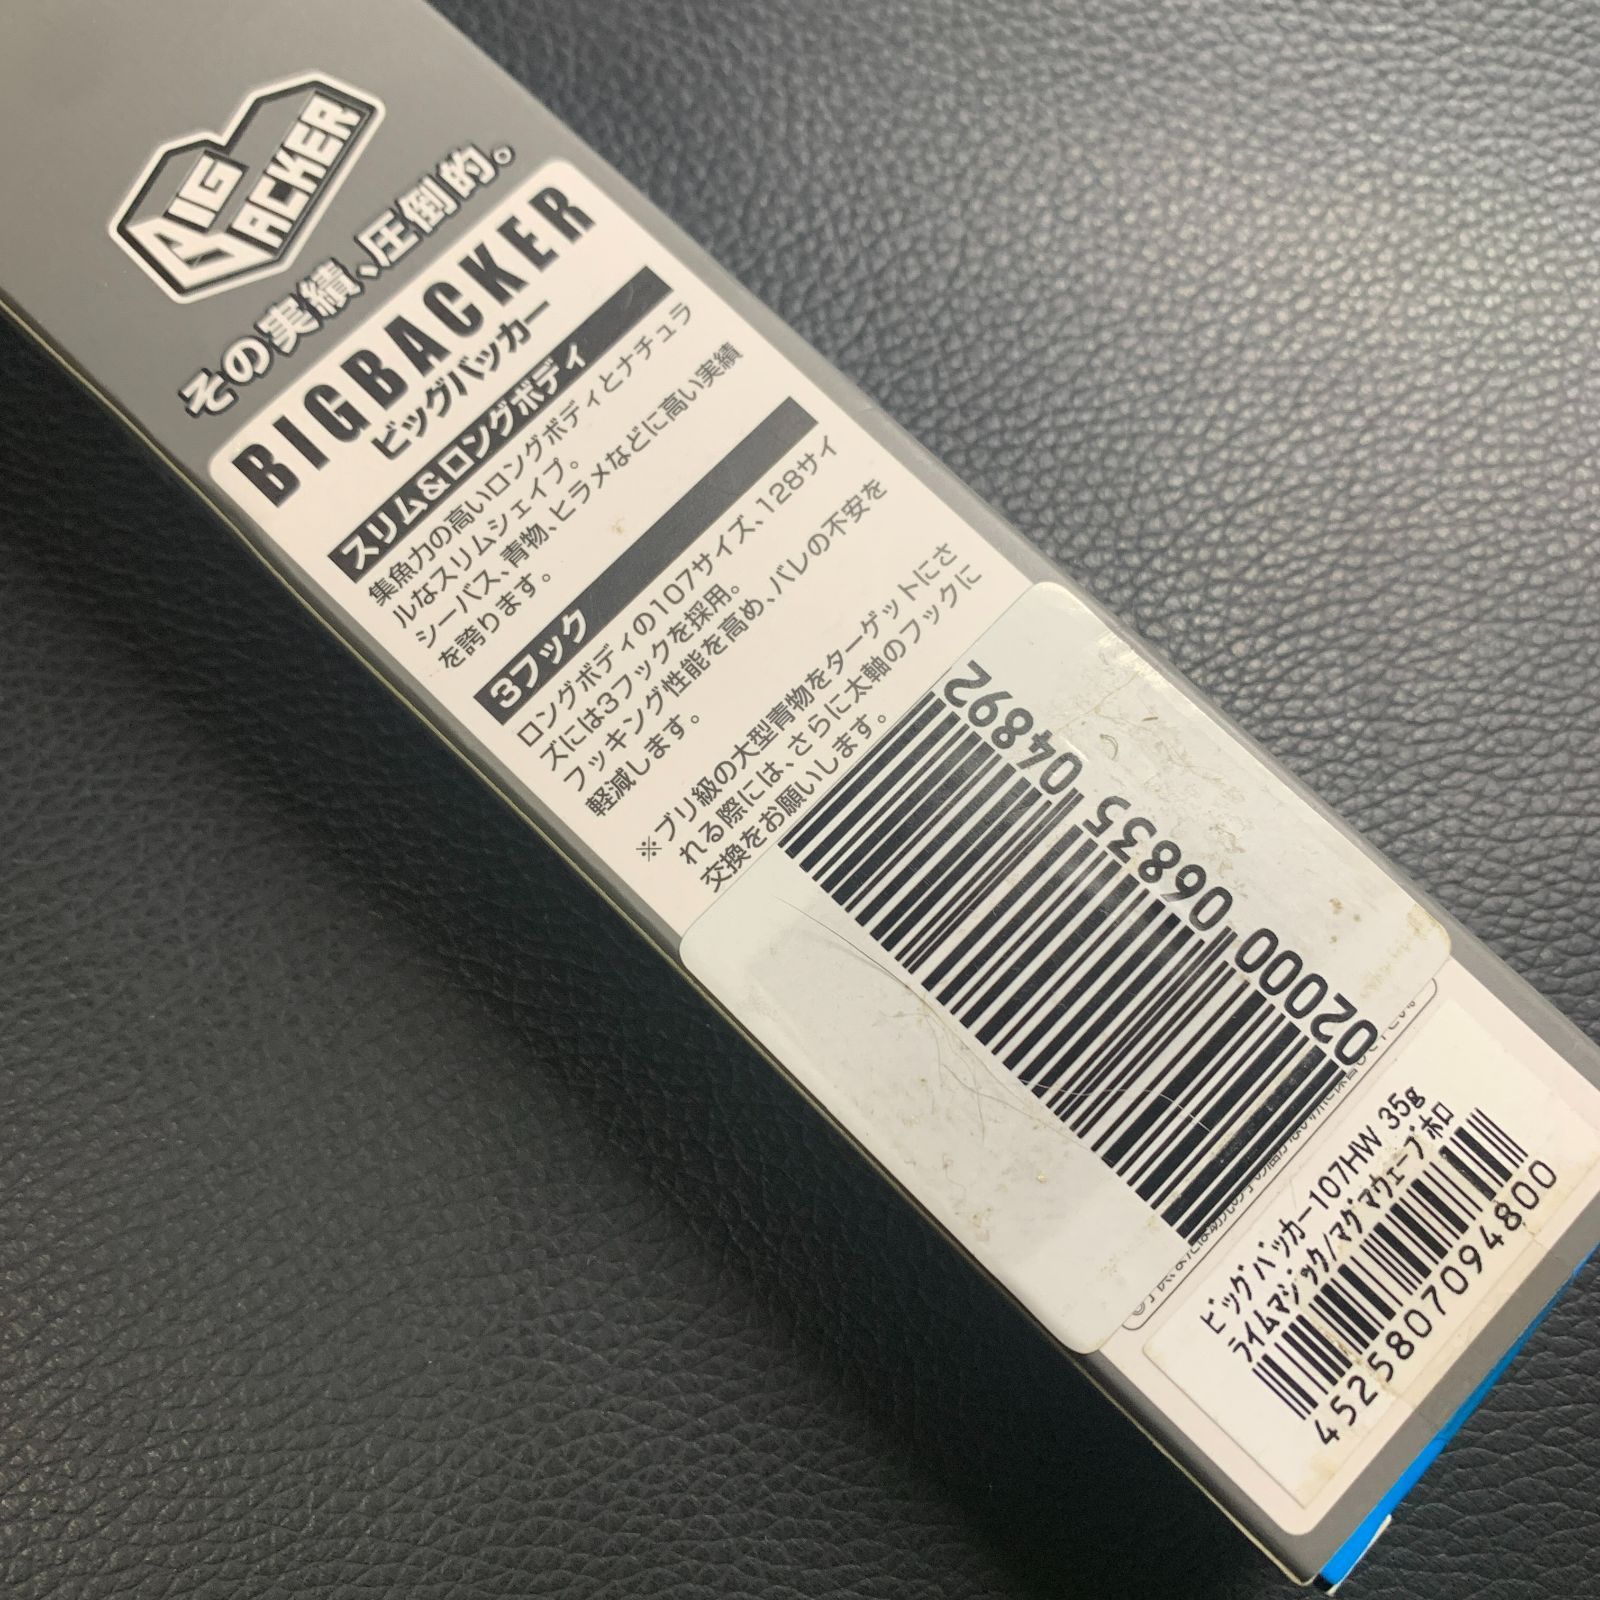 BIG
BACKER
その実績、圧倒的。
BIGBACKER
ビッグバッカー
スリム&ロングボディ
集魚力の高いロングボディとナチュラ
ルなスリムシェイプ。
シーバス、青物、ヒラメなどに高い実績
を誇ります。
3フック
ロングボディの107サイズ、128サイ
ズには3フックを採用。
フッキング性能を高め、バレの不安を
軽減します。
※ブリ級の大型青物をターゲットにさ
れる際には、さらに太軸のフックに
交換をお願いします。
02000 06835 04892
ビッグバッカー107HW 35g
ライムマジック/マグマウェーブホロ
4525807094800